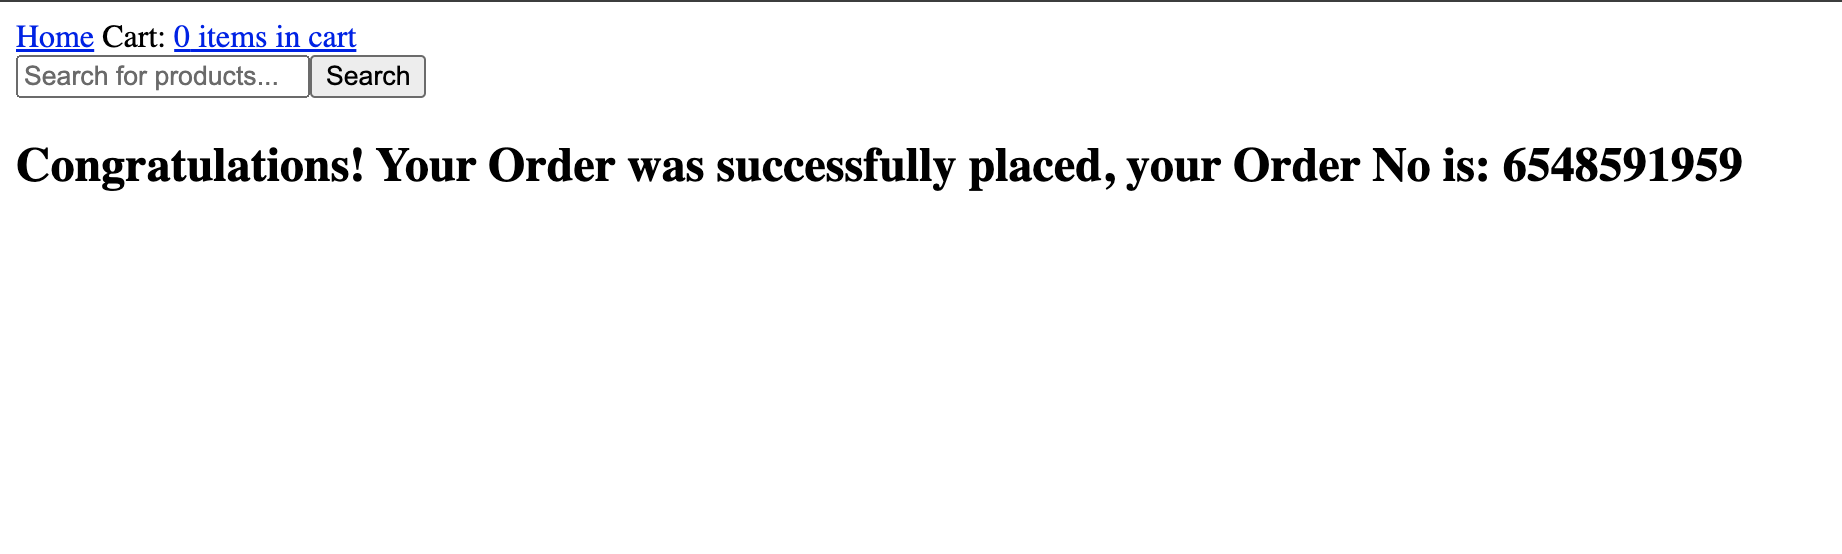 Home Cart: 0 items in cart
Search for products... Search
Congratulations! Your Order was successfully placed, your Order No is: 6548591959